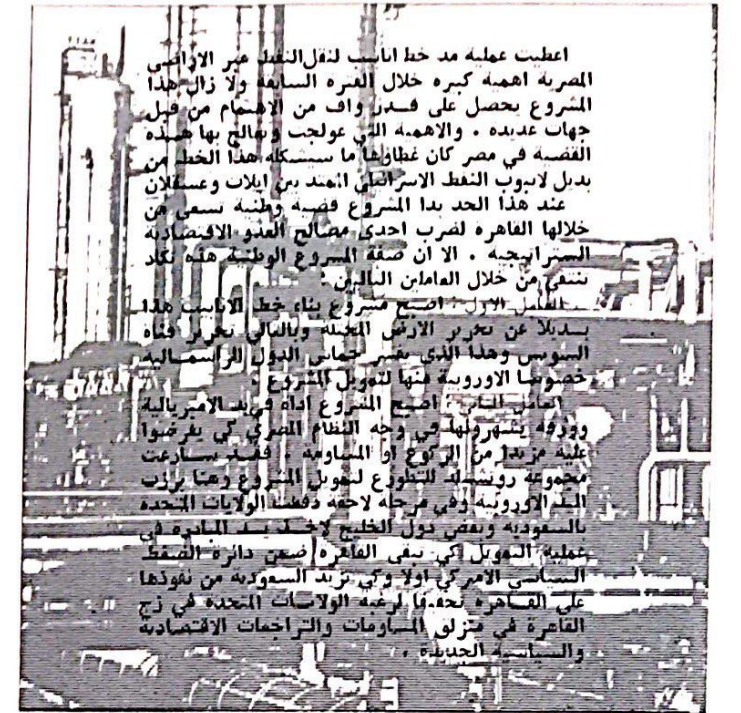 اعطيت عملية مد خط انابيب لنقل النفط عبر الاراضي
المصرية اهمية كبيرة خلال الفترة السابقة ولا زال هذا
المشروع يحصل على قدر واف من الاهتمام من قبل
جهات عديدة . والاهمية التي عولجت ويعالج بها هذه
القضية في مصر كان غطاؤها ما سيشكله هذا الخط من
بديل لانبوب النفط الاسرائيلي الممتد بين ايلات وعسقلان
عند هذا الحد بدا المشروع قضية وطنية تسعى من
خلالها القاهرة لضرب احدى مصالح العدو الاقتصادية
الستراتيجية . الا ان صفة المشروع الوطنية هذه تكاد
تنتفي من خلال العاملين التاليين :
العامل الاول : اصبح مشروع بناء خط الانابيب هذا
بديلا عن تحرير الارض المحتلة وبالتالي تحرير قناة
السويس وهذا الذي يفسر حماس الدول الراسمالية
خصوصا الاوروبية منها لتمويل المشروع .
العامل الثاني : اصبح المشروع اداة في يد الامبريالية
وورقة يشهرونها في وجه النظام المصري كي يفرضوا
عليه مزيدا من الركوع او المساومة . فقد سارعت
مجموعة روتشيلد للتطوع لتمويل المشروع وهنا برزت
اليد الاوروبية وفي مرحلة لاحقة دفعت الولايات المتحدة
بالسعودية وبعض دول الخليج لاخذ المبادرة في
عملية التمويل كي تبقى القاهرة ضمن دائرة الضغط
السياسي الامركي اولا وكي تزيد السعودية من نفوذها
على القاهرة تحقيقا لرغبة الولايات المتحدة في زج
القاهرة في منزلق المساومات والتراجعات الاقتصادية
والسياسية الجديدة .